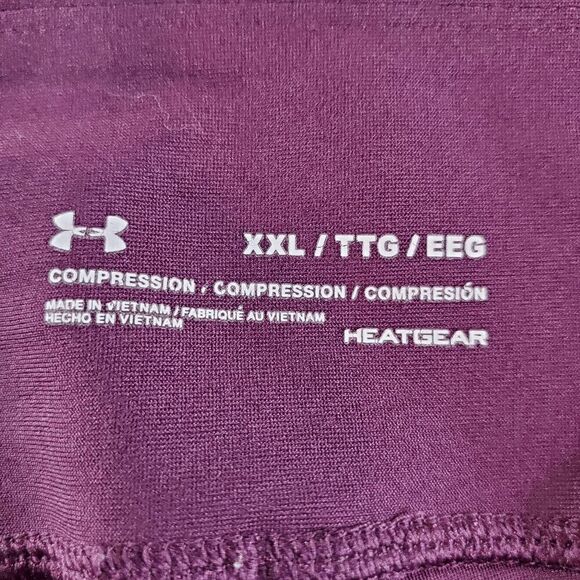 XXL / TTG / EEG
COMPRESSION / COMPRESSION / COMPRESIÓN
MADE IN VIETNAM / FABRIQUÉ AU VIETNAM
HECHO EN VIETNAM
HEATGEAR